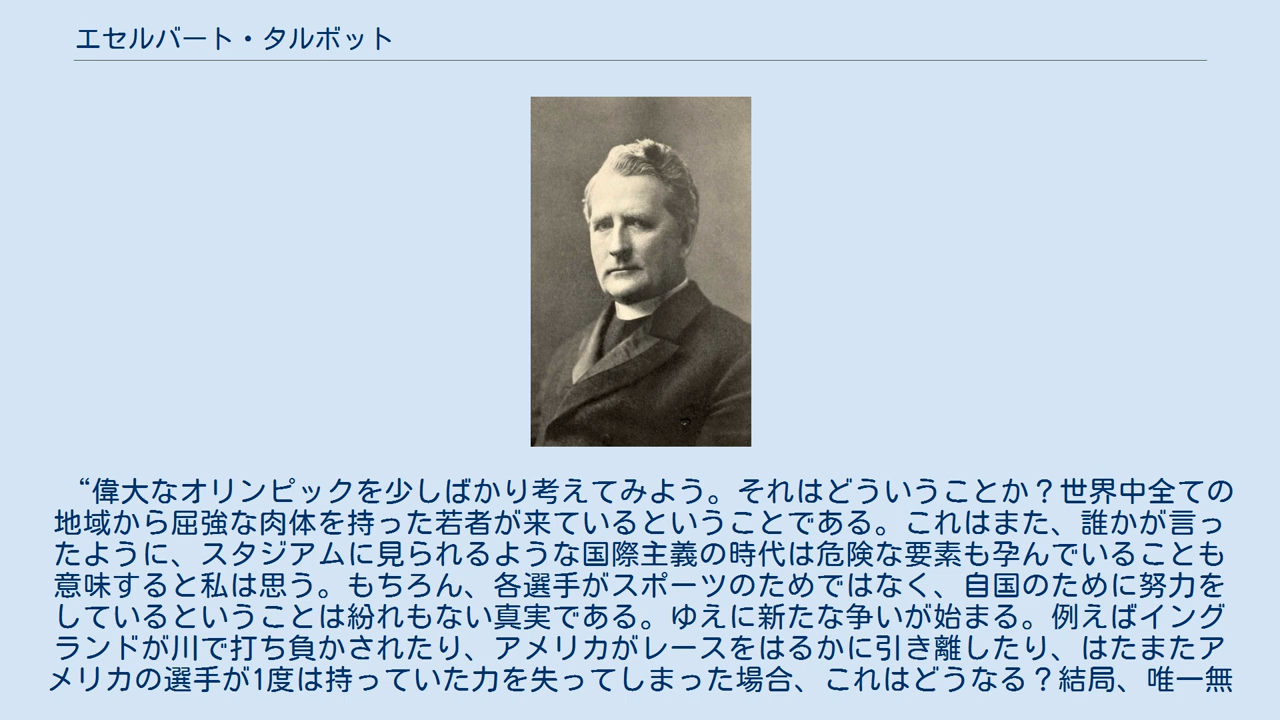 エセルバート・タルボット
“偉大なオリンピックを少しばかり考えてみよう。それはどういうことか？世界中全ての
地域から屈強な肉体を持った若者が来ているということである。これはまた、誰かが言っ
たように、スタジアムに見られるような国際主義の時代は危険な要素も孕んでいることも
意味すると私は思う。もちろん、各選手がスポーツのためではなく、自国のために努力を
しているということは紛れもない真実である。ゆえに新たな争いが始まる。例えばイング
ランドが川で打ち負かされたり、アメリカがレースをはるかに引き離したり、はたまたア
メリカの選手が1度は持っていた力を失ってしまった場合、これはどうなる？結局、唯一無